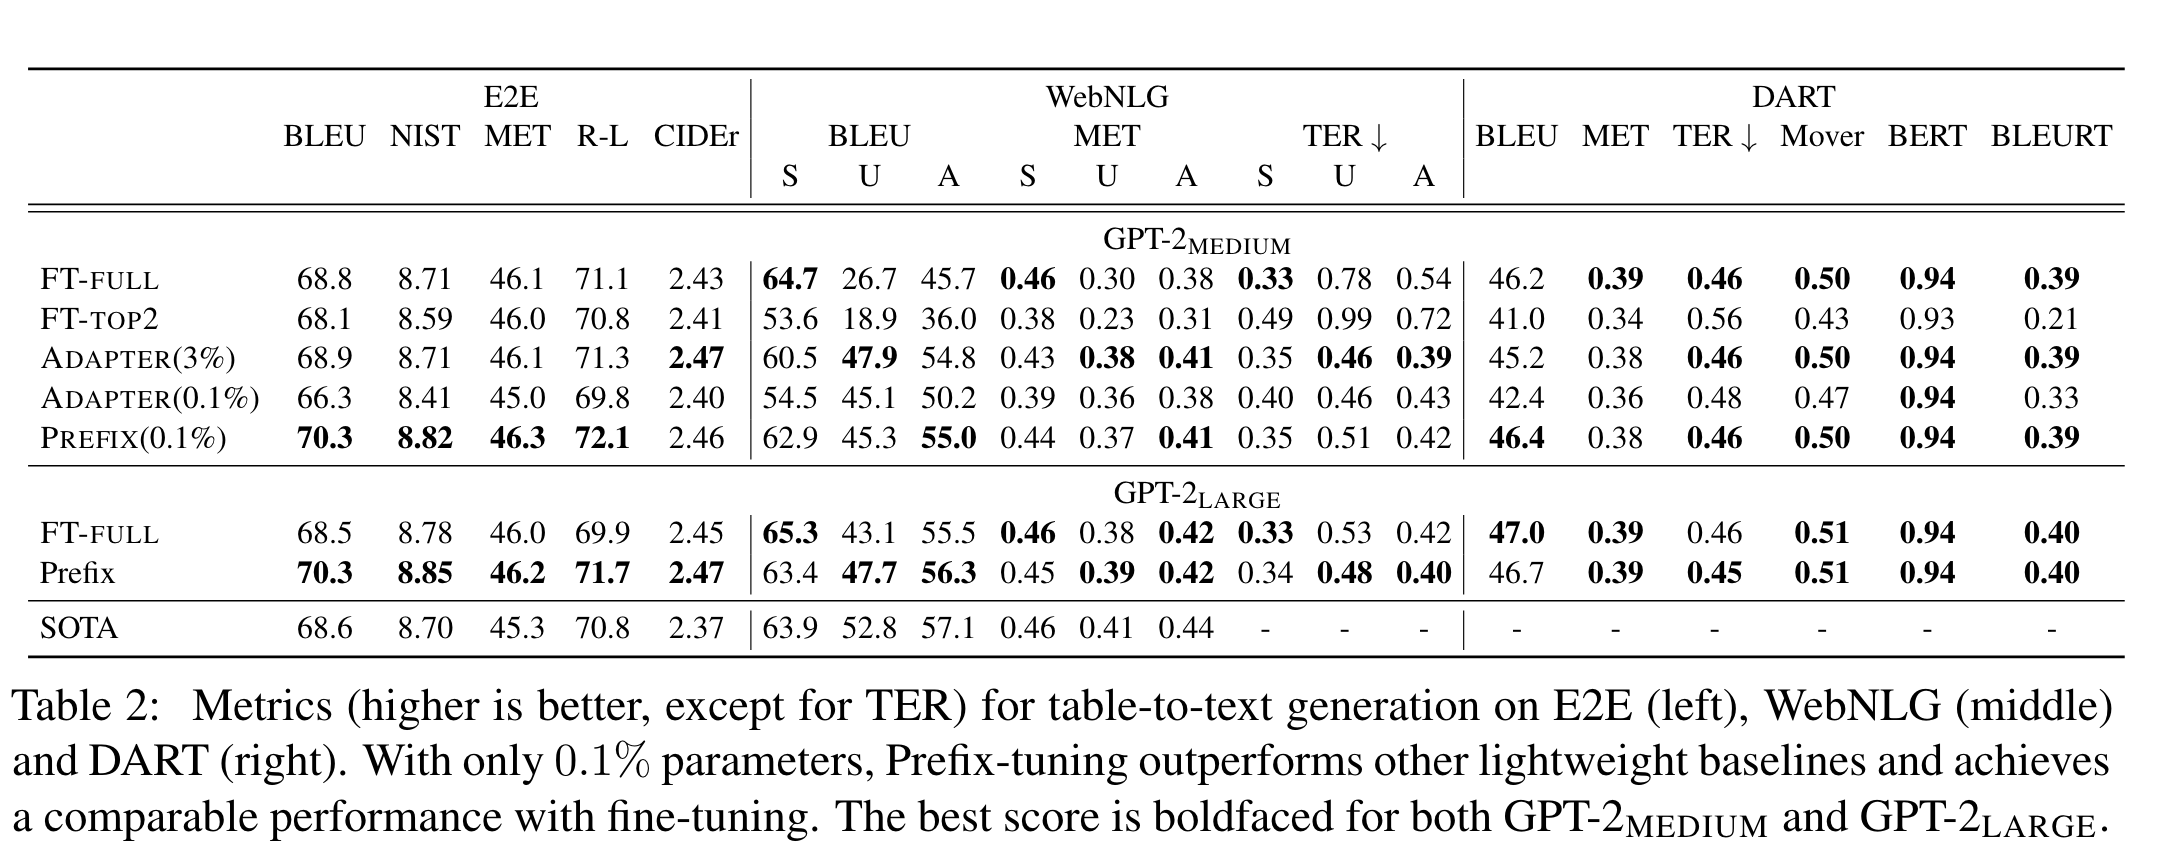 E2E WebNLG DART
BLEU NIST MET R-L CIDEr BLEU MET TER ↓ BLEU MET TER ↓ Mover BERT BLEURT
S U A S U A S U A
GPT-2MEDIUM
FT-FULL 68.8 8.71 46.1 71.1 2.43 64.7 26.7 45.7 0.46 0.30 0.38 0.33 0.78 0.54 46.2 0.39 0.46 0.50 0.94 0.39
FT-TOP2 68.1 8.59 46.0 70.8 2.41 53.6 18.9 36.0 0.38 0.23 0.31 0.49 0.99 0.72 41.0 0.34 0.56 0.43 0.93 0.21
ADAPTER(3%) 68.9 8.71 46.1 71.3 2.47 60.5 47.9 54.8 0.43 0.38 0.41 0.35 0.46 0.39 45.2 0.38 0.46 0.50 0.94 0.39
ADAPTER(0.1%) 66.3 8.41 45.0 69.8 2.40 54.5 45.1 50.2 0.39 0.36 0.38 0.40 0.46 0.43 42.4 0.36 0.48 0.47 0.94 0.33
PREFIX(0.1%) 70.3 8.82 46.3 72.1 2.46 62.9 45.3 55.0 0.44 0.37 0.41 0.35 0.51 0.42 46.4 0.38 0.46 0.50 0.94 0.39
GPT-2LARGE
FT-FULL 68.5 8.78 46.0 69.9 2.45 65.3 43.1 55.5 0.46 0.38 0.42 0.33 0.53 0.42 47.0 0.39 0.46 0.51 0.94 0.40
Prefix 70.3 8.85 46.2 71.7 2.47 63.4 47.7 56.3 0.45 0.39 0.42 0.34 0.48 0.40 46.7 0.39 0.45 0.51 0.94 0.40
SOTA 68.6 8.70 45.3 70.8 2.37 63.9 52.8 57.1 0.46 0.41 0.44 - - - - - - - - -
Table 2: Metrics (higher is better, except for TER) for table-to-text generation on E2E (left), WebNLG (middle)
and DART (right). With only 0.1% parameters, Prefix-tuning outperforms other lightweight baselines and achieves
a comparable performance with fine-tuning. The best score is boldfaced for both GPT-2MEDIUM and GPT-2LARGE.